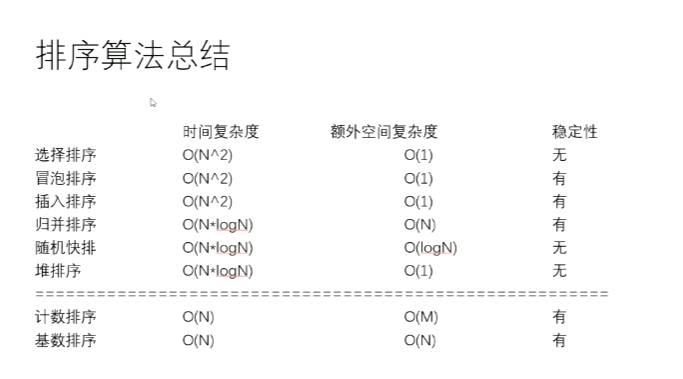 排序算法总结
时间复杂度 额外空间复杂度 稳定性
选择排序 O(N^2) O(1) 无
冒泡排序 O(N^2) O(1) 有
插入排序 O(N^2) O(1) 有
归并排序 O(N*logN) O(N) 有
随机快排 O(N*logN) O(logN) 无
堆排序 O(N*logN) O(1) 无
========================================================
计数排序 O(N) O(M) 有
基数排序 O(N) O(N) 有